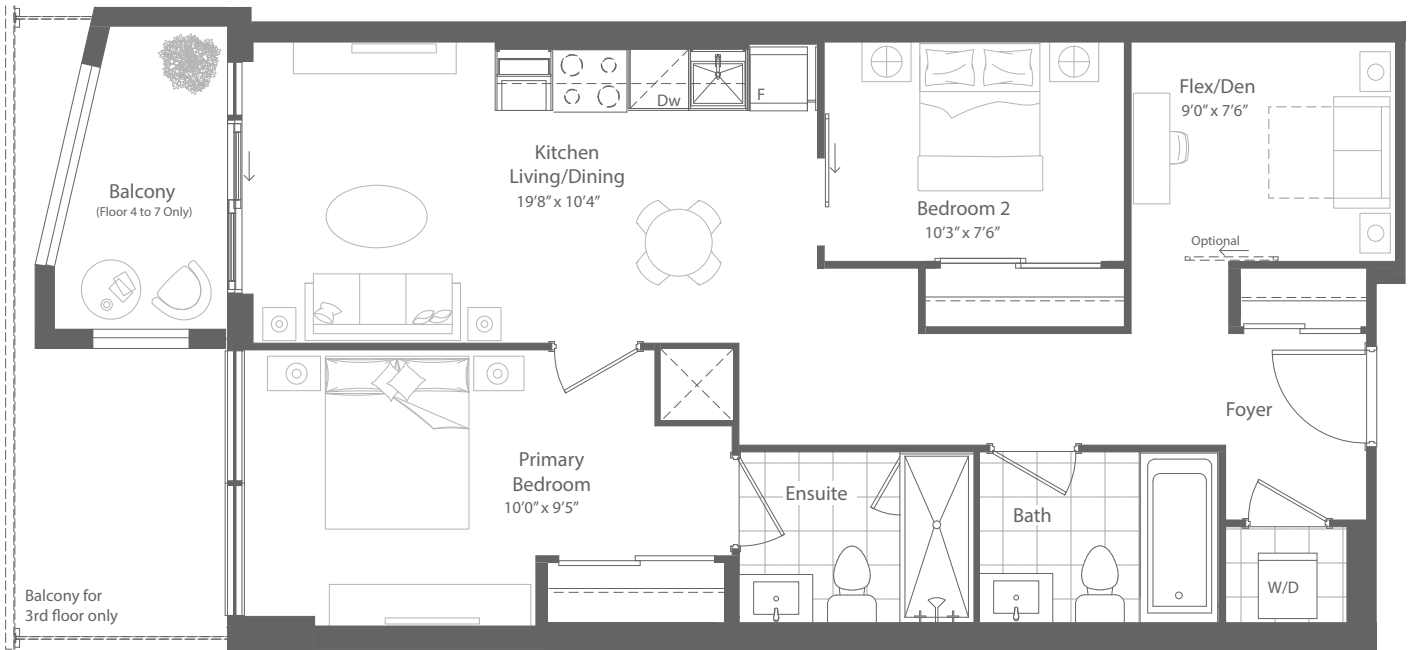 Balcony
(Floor 4 to 7 Only)
Kitchen
Living/Dining
19’8” x 10’4”
Dw
F
Bedroom 2
10’3” x 7’6”
Flex/Den
9’0” x 7’6”
Optional
Foyer
Primary
Bedroom
10’0” x 9’5”
Ensuite
Bath
W/D
Balcony for
3rd floor only